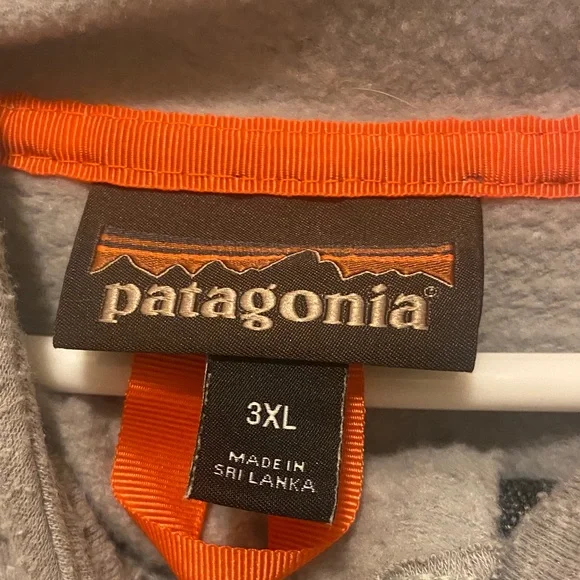 patagonia®
3XL
MADE IN
SRI LANKA